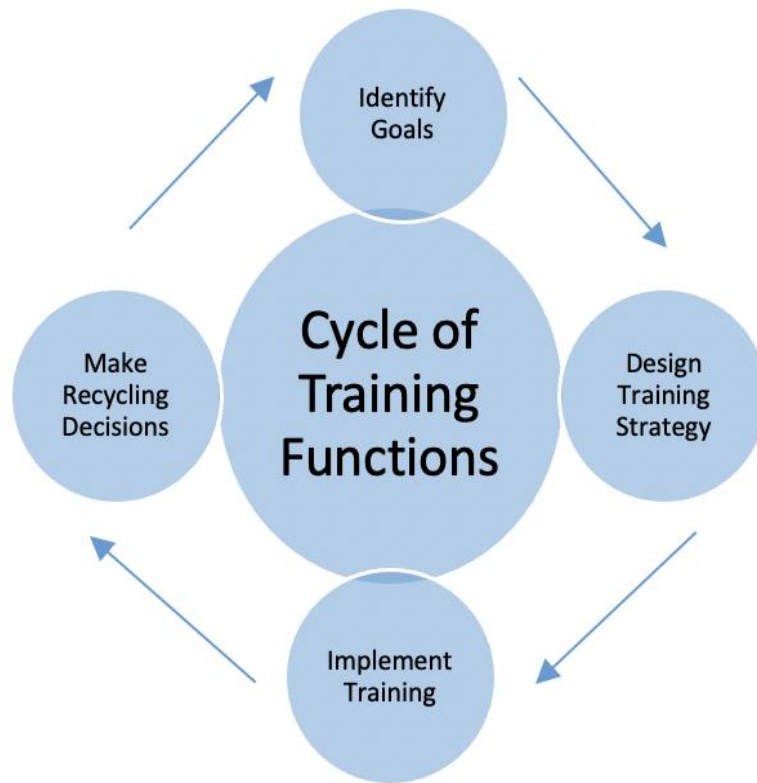 Identify
Goals
Cycle of
Training
Functions
Make
Recycling
Decisions
Design
Training
Strategy
Implement
Training